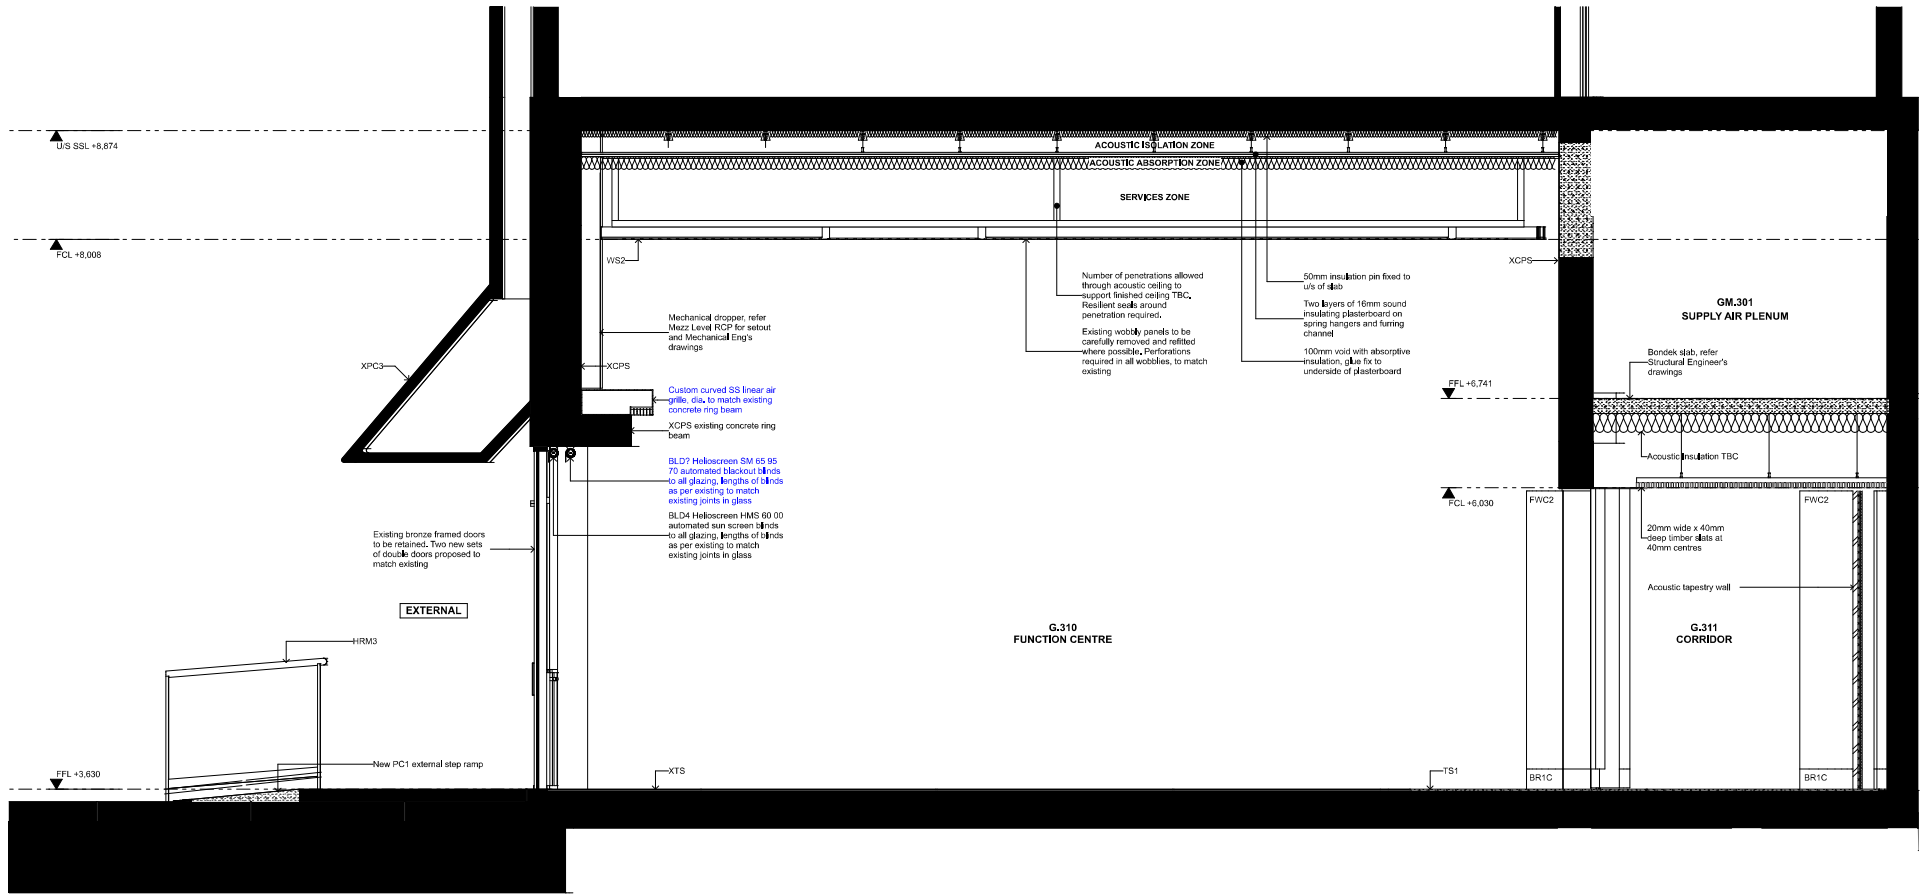 U/S SSL +8,874
ACOUSTIC ISOLATION ZONE
ACOUSTIC ABSORPTION ZONE
SERVICES ZONE
FCL +8,008
WS2
XCPS
Number of penetrations allowed
through acoustic ceiling to
support finished ceiling TBC.
Resilient seals around
penetration required.
Existing wobbly panels to be
carefully removed and refitted
where possible. Perforations
required in all wobblies, to match
existing
50mm insulation pin fixed to
u/s of slab
Two layers of 16mm sound
insulating plasterboard on
spring hangers and furring
channel
100mm void with absorptive
insulation, glue fix to
underside of plasterboard
GM.301
SUPPLY AIR PLENUM
Mechanical dropper, refer
Mezz Level RCP for setout
and Mechanical Eng's
drawings
XPC3
XCPS
Bondek slab, refer
Structural Engineer's
drawings
FFL +6,741
Custom curved SS linear air
grille, dia. to match existing
concrete ring beam
XCPS existing concrete ring
beam
Acoustic Insulation TBC
BLD? Helioscreen SM 65 95
70 automated blackout blinds
to all glazing, lengths of blinds
as per existing to match
existing joints in glass
BLD4 Helioscreen HMS 60 00
automated sun screen blinds
to all glazing, lengths of blinds
as per existing to match
existing joints in glass
FCL +6,030
FWC2
FWC2
20mm wide x 40mm
deep timber slats at
40mm centres
Existing bronze framed doors
to be retained. Two new sets
of double doors proposed to
match existing
Acoustic tapestry wall
EXTERNAL
G.310
FUNCTION CENTRE
G.311
CORRIDOR
HRM3
FFL +3,630
New PC1 external step ramp
XTS
TS1
BR1C
BR1C